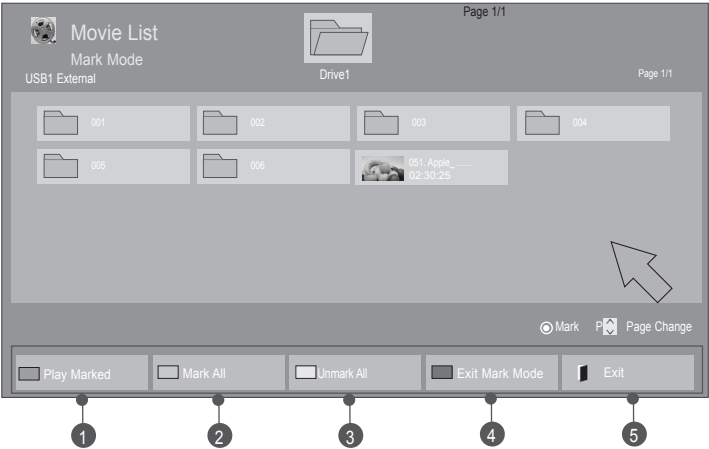 Page 1/1
Movie List
Mark Mode
USB1 External
Drive1
Page 1/1
001
002
003
004
005
006
051. Apple_ ......
02:30:25
Mark
P
Page Change
Play Marked
Mark All
Unmark All
Exit Mark Mode
Exit
1
2
3
4
5